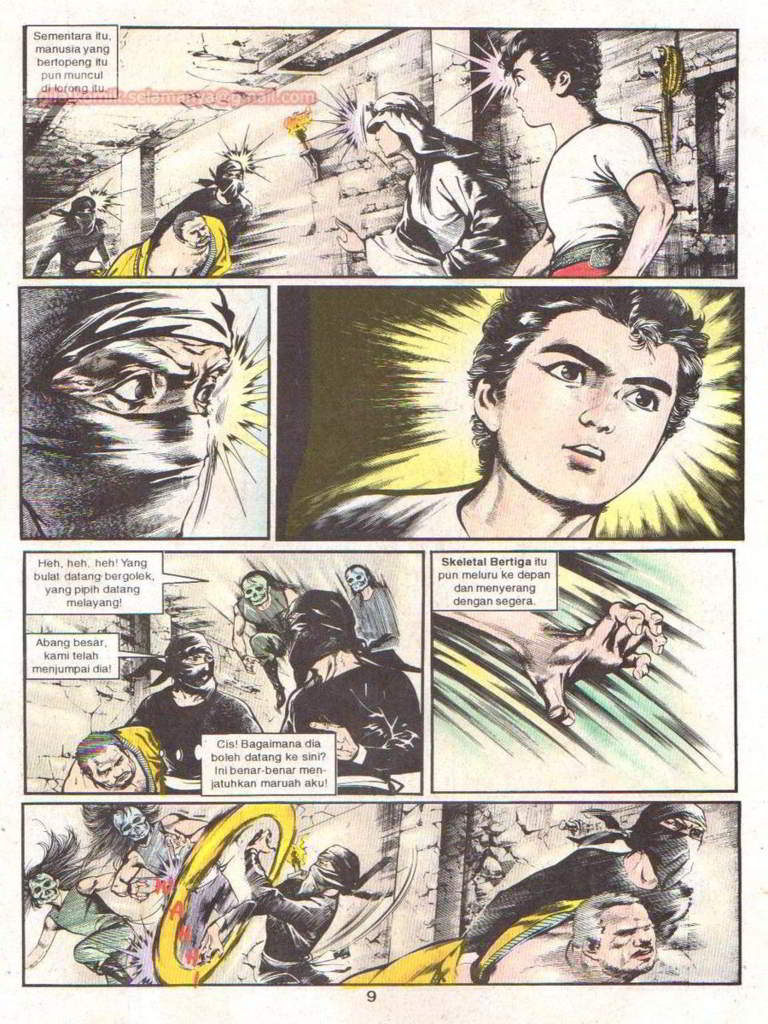 Sementara itu,
manusia yang
bertopeng itu
pun muncul
di lorong itu.
Heh, heh, heh! Yang
bulat datang bergolek,
yang pipih datang
melayang!
Abang besar,
kami telah
menjumpai dia!
Cis! Bagaimana dia
boleh datang ke sini?
Ini benar-benar men-
jatuhkan maruah aku!
Skeletal Bertiga itu
pun meluru ke depan
dan menyerang
dengan segera.
9